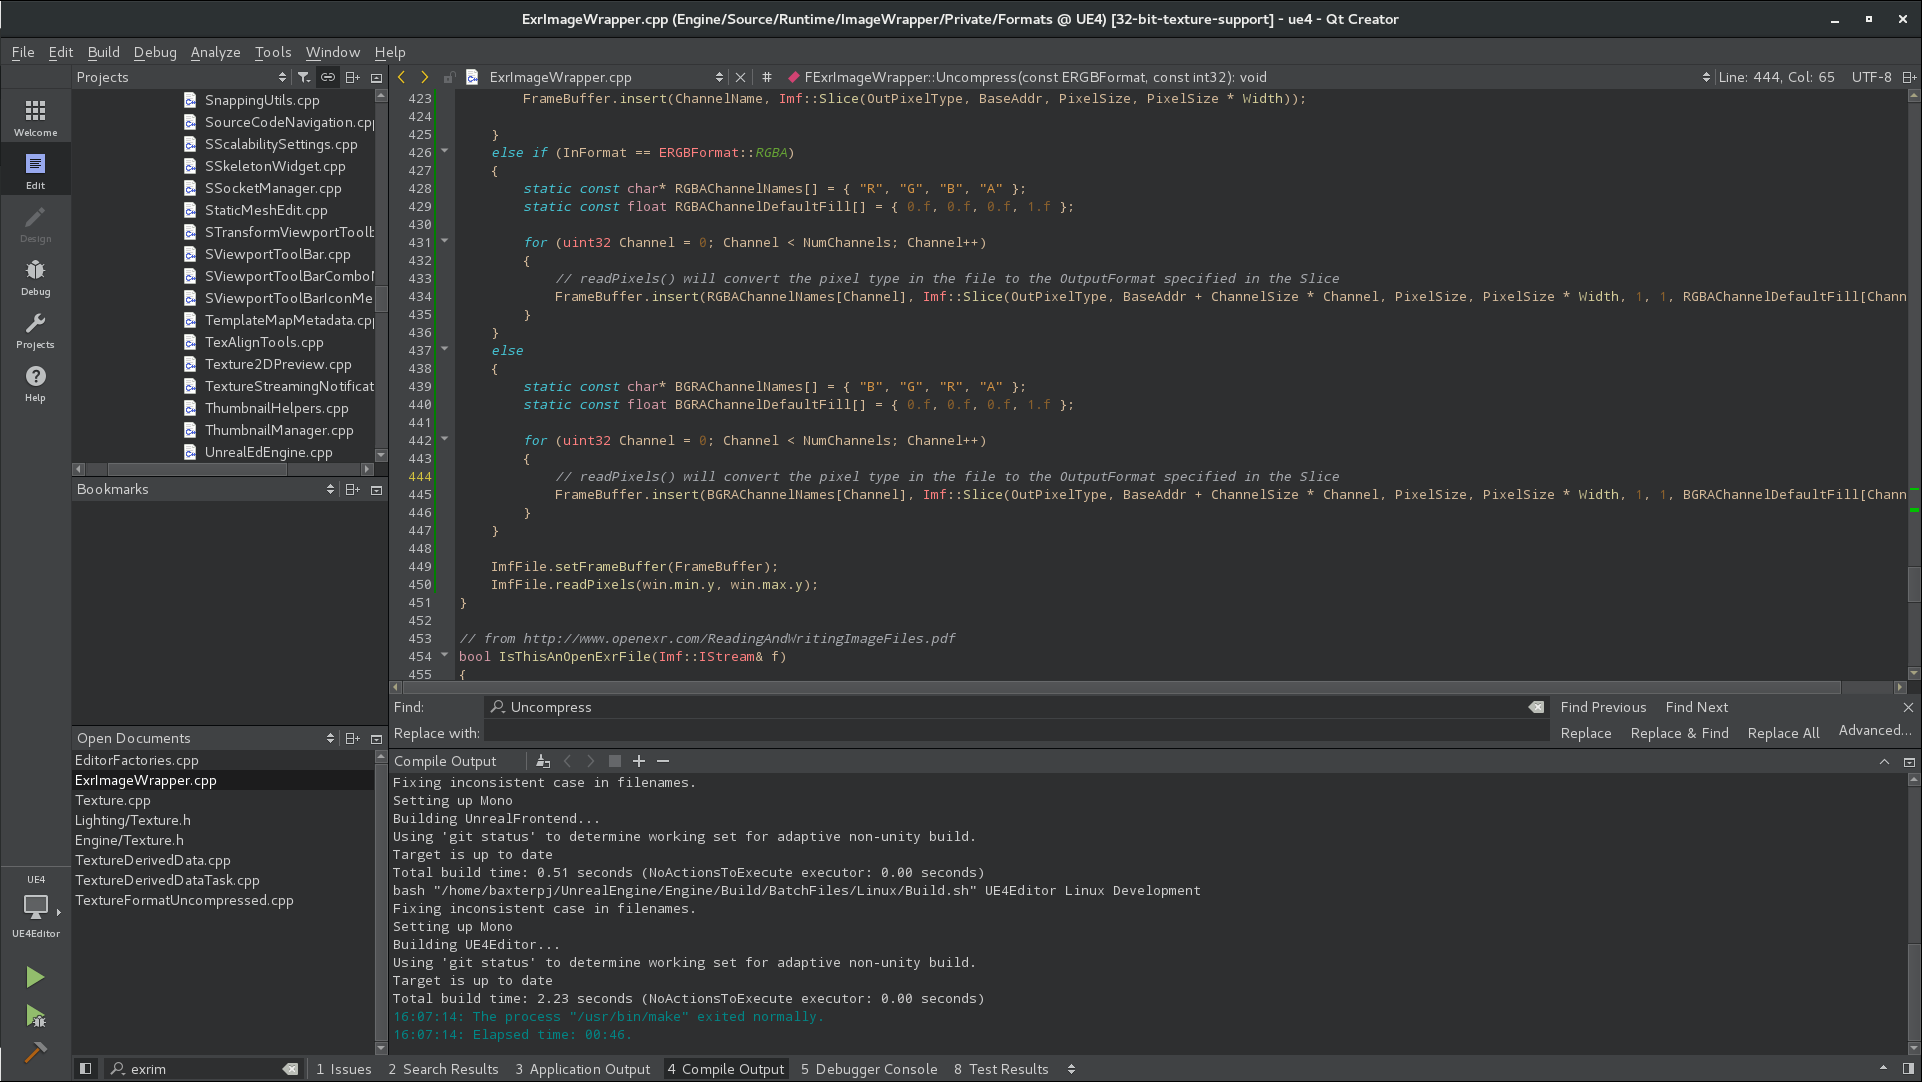 ExrImageWrapper.cpp (Engine/Source/Runtime/ImageWrapper/Private/Formats @ UE4) [32-bit-texture-support] - ue4 - Qt Creator
File Edit Build Debug Analyze Tools Window Help
Projects
ExrImageWrapper.cpp
#
FExrImageWrapper::Uncompress(const ERGBFormat, const int32): void
Line: 444, Col: 65
UTF-8
Welcome
Edit
Design
Debug
Projects
Help
SnappingUtils.cpp
SourceCodeNavigation.cpp
SScalabilitySettings.cpp
SSkeletonWidget.cpp
SSocketManager.cpp
StaticMeshEdit.cpp
STransformViewportToolb
SViewportToolBar.cpp
SViewportToolBarCombo
SViewportToolBarIconMe
TemplateMapMetadata.cpp
TexAlignTools.cpp
Texture2DPreview.cpp
TextureStreamingNotificat
ThumbnailHelpers.cpp
ThumbnailManager.cpp
UnrealEdEngine.cpp
Bookmarks
Open Documents
EditorFactories.cpp
ExrImageWrapper.cpp
Texture.cpp
Lighting/Texture.h
Engine/Texture.h
TextureDerivedData.cpp
TextureDerivedDataTask.cpp
TextureFormatUncompressed.cpp
UE4
UE4Editor
423         FrameBuffer.insert(ChannelName, Imf::Slice(OutPixelType, BaseAddr, PixelSize, PixelSize * Width));
424
425     }
426     else if (InFormat == ERGBFormat::RGBA)
427     {
428         static const char* RGBAChannelNames[] = { "R", "G", "B", "A" };
429         static const float RGBAChannelDefaultFill[] = { 0.f, 0.f, 0.f, 1.f };
430
431         for (uint32 Channel = 0; Channel < NumChannels; Channel++)
432         {
433             // readPixels() will convert the pixel type in the file to the OutputFormat specified in the Slice
434             FrameBuffer.insert(RGBAChannelNames[Channel], Imf::Slice(OutPixelType, BaseAddr + ChannelSize * Channel, PixelSize, PixelSize * Width, 1, 1, RGBAChannelDefaultFill[Chann
435         }
436     }
437     else
438     {
439         static const char* BGRAChannelNames[] = { "B", "G", "R", "A" };
440         static const float BGRAChannelDefaultFill[] = { 0.f, 0.f, 0.f, 1.f };
441
442         for (uint32 Channel = 0; Channel < NumChannels; Channel++)
443         {
444             // readPixels() will convert the pixel type in the file to the OutputFormat specified in the Slice
445             FrameBuffer.insert(BGRAChannelNames[Channel], Imf::Slice(OutPixelType, BaseAddr + ChannelSize * Channel, PixelSize, PixelSize * Width, 1, 1, BGRAChannelDefaultFill[Chann
446         }
447     }
448
449     ImfFile.setFrameBuffer(FrameBuffer);
450     ImfFile.readPixels(win.min.y, win.max.y);
451 }
452
453 // from http://www.openexr.com/ReadingAndWritingImageFiles.pdf
454 bool IsThisAnOpenExrFile(Imf::IStream& f)
455 {
Find: Uncompress
Find Previous Find Next
Replace with:
Replace Replace & Find Replace All Advanced...
Compile Output
Fixing inconsistent case in filenames.
Setting up Mono
Building UnrealFrontend...
Using 'git status' to determine working set for adaptive non-unity build.
Target is up to date
Total build time: 0.51 seconds (NoActionsToExecute executor: 0.00 seconds)
bash "/home/baxterpj/UnrealEngine/Engine/Build/BatchFiles/Linux/Build.sh" UE4Editor Linux Development
Fixing inconsistent case in filenames.
Setting up Mono
Building UE4Editor...
Using 'git status' to determine working set for adaptive non-unity build.
Target is up to date
Total build time: 2.23 seconds (NoActionsToExecute executor: 0.00 seconds)
16:07:14: The process "/usr/bin/make" exited normally.
16:07:14: Elapsed time: 00:46.
exrim
1 Issues 2 Search Results 3 Application Output 4 Compile Output 5 Debugger Console 8 Test Results